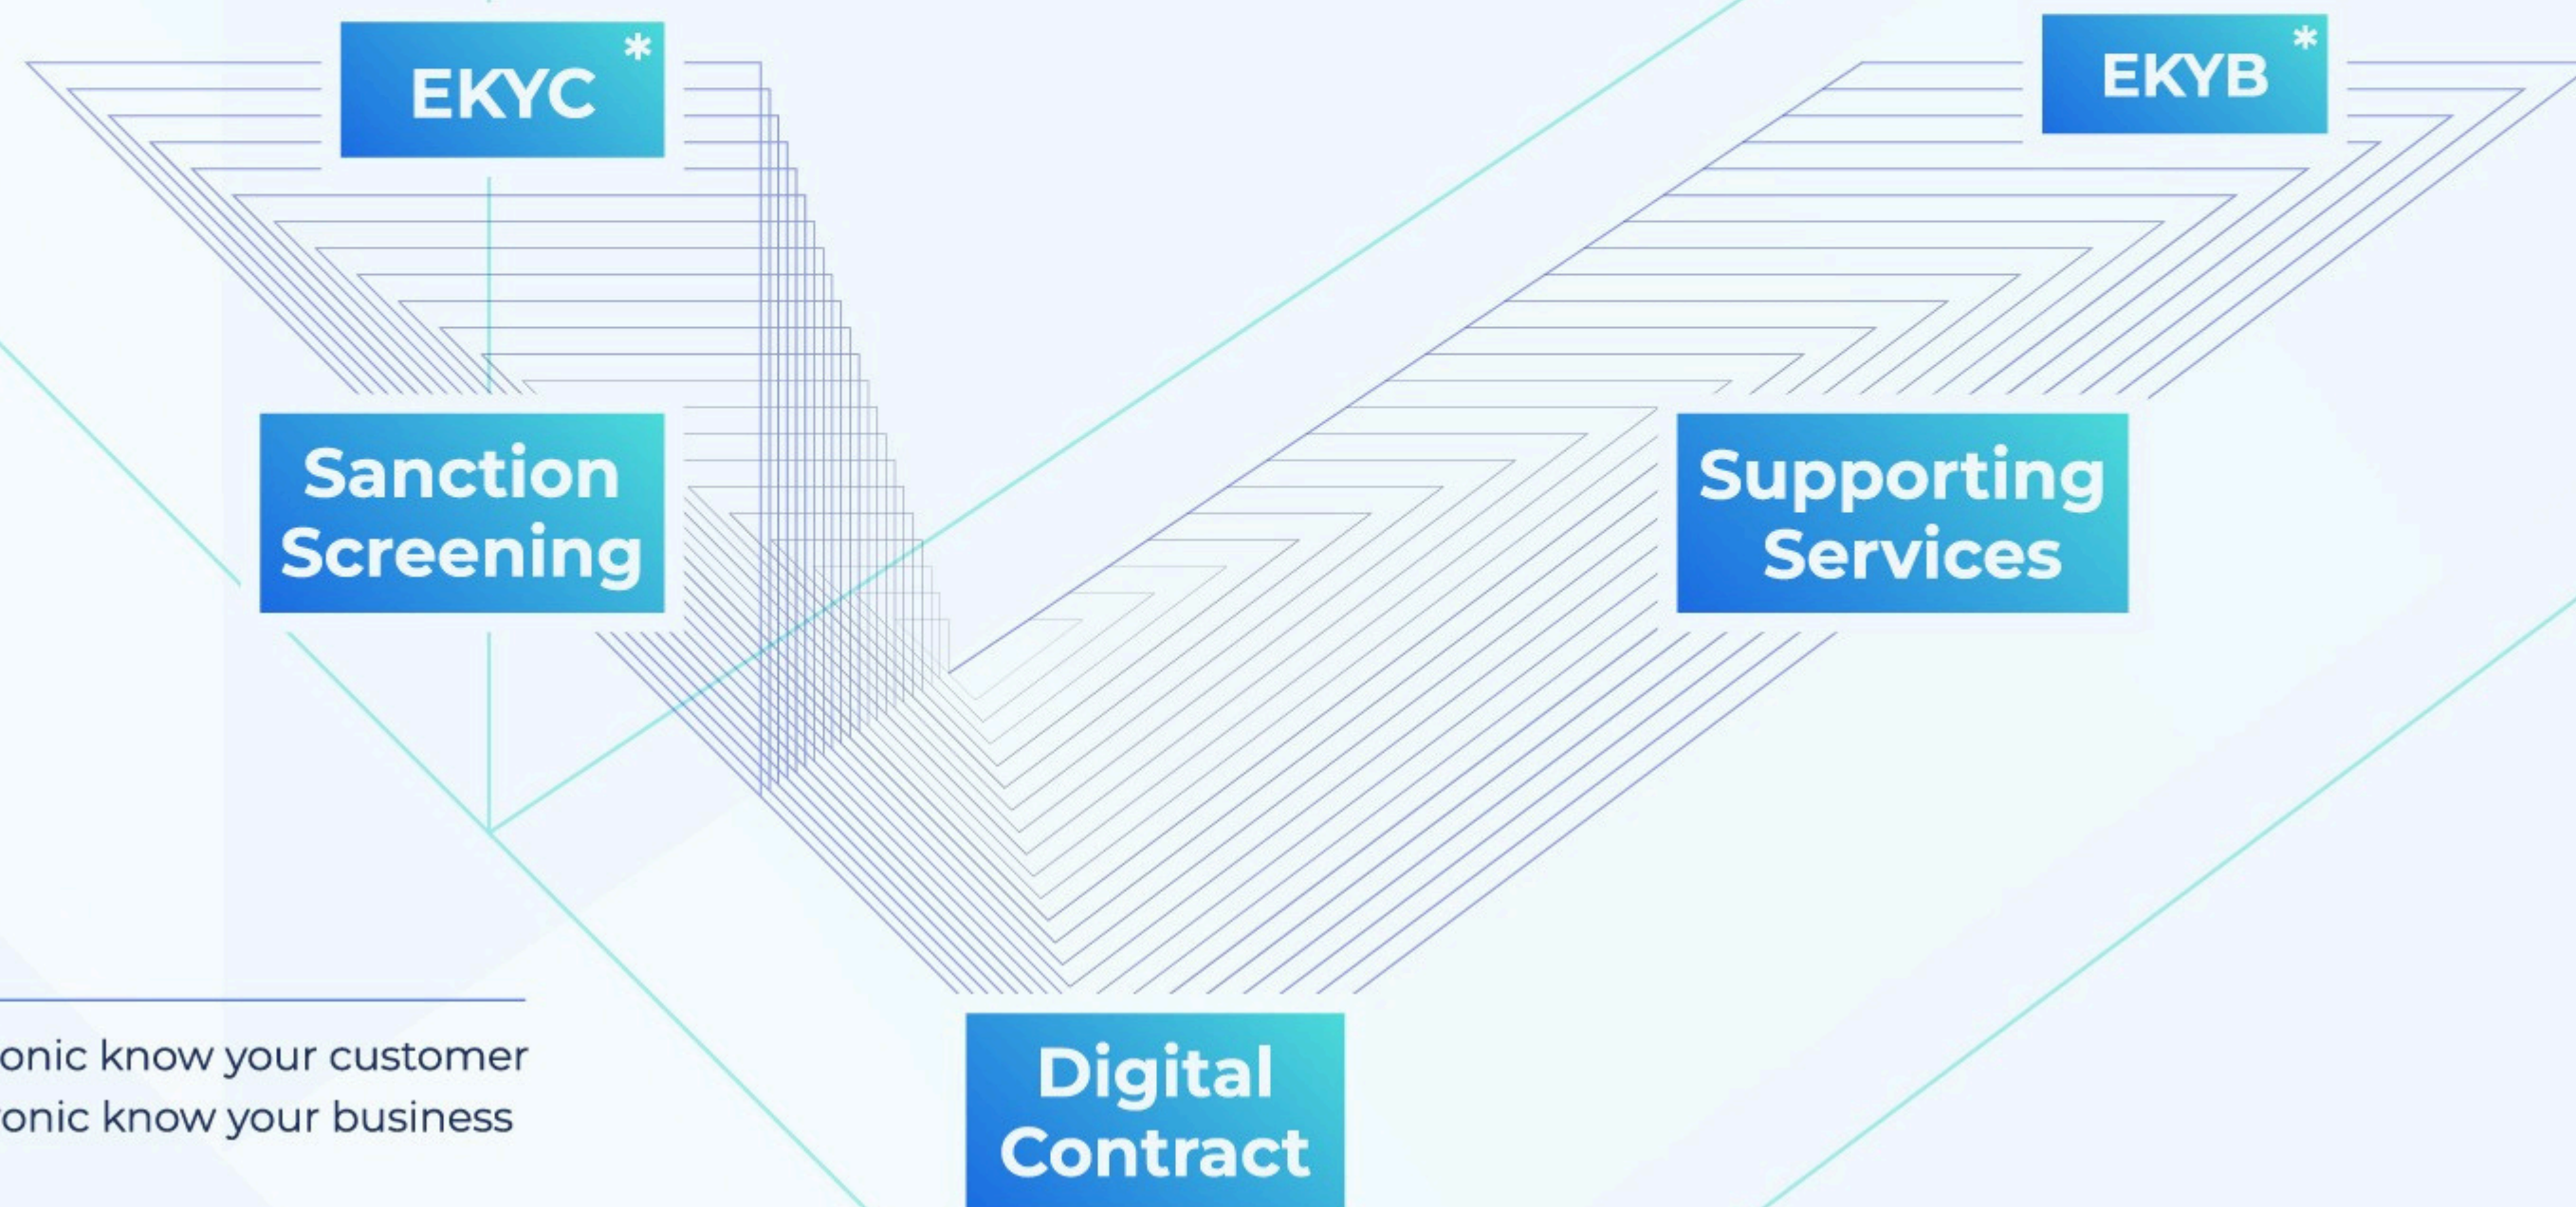 EKYC *
EKYB *
Sanction
Screening
Supporting
Services
Digital
Contract
onic know your customer
onic know your business